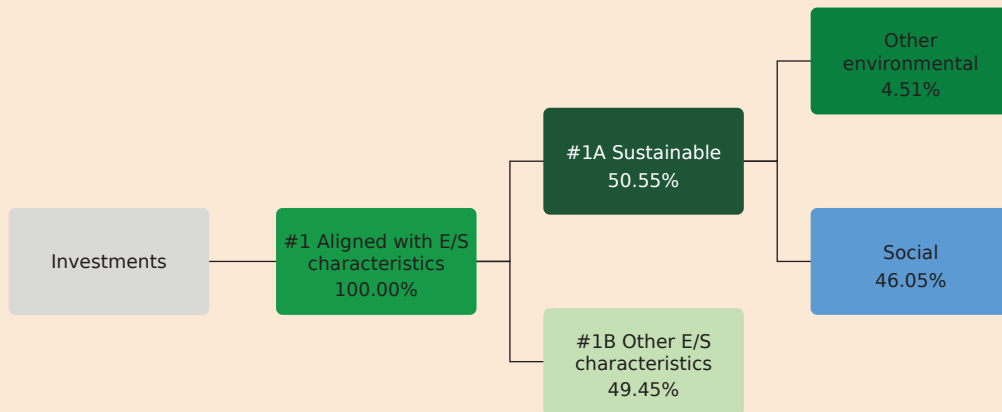 Investments
#1 Aligned with E/S
characteristics
100.00%
#1A Sustainable
50.55%
#1B Other E/S
characteristics
49.45%
Other
environmental
4.51%
Social
46.05%